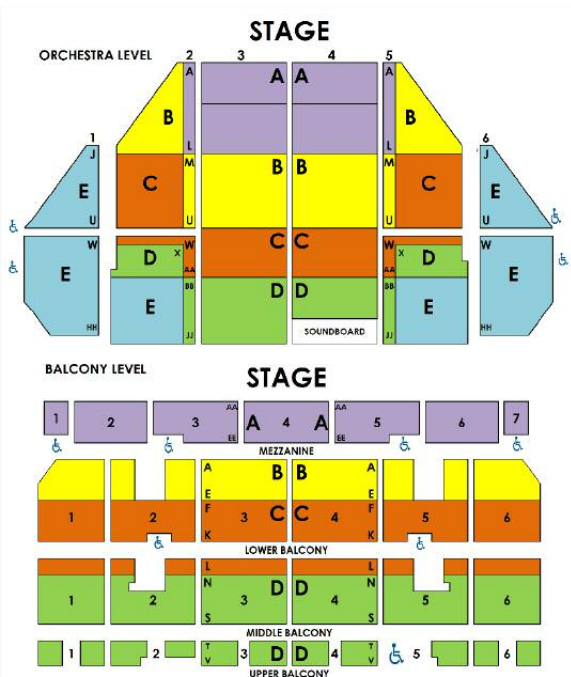 STAGE
ORCHESTRA LEVEL
2 3 4 5
A A A A
B B
L L
1 6
J M B B M J
E C C E
U U U U
W W C C W W
D X X D
AA AA
E BB D D BB E
E E
HH JJ SOUNDBOARD JJ HH
BALCONY LEVEL
STAGE
AA AA
1 2 3 A 4 A 5 6 7
EE EE
MEZZANINE
A B B A
E E
F F
1 2 3 C C 4 5 6
K K
LOWER BALCONY
L L
N D D N
1 2 3 4 5 6
S S
MIDDLE BALCONY
T T
1 2 3 D D 4 5 6
V V
UPPER BALCONY